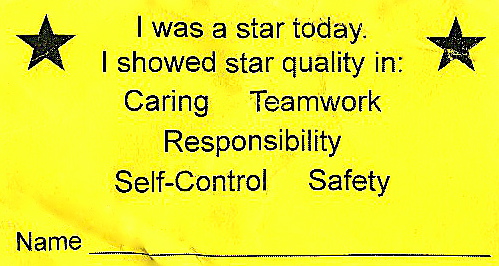 I was a star today.
I showed star quality in:
Caring Teamwork
Responsibility
Self-Control Safety
Name